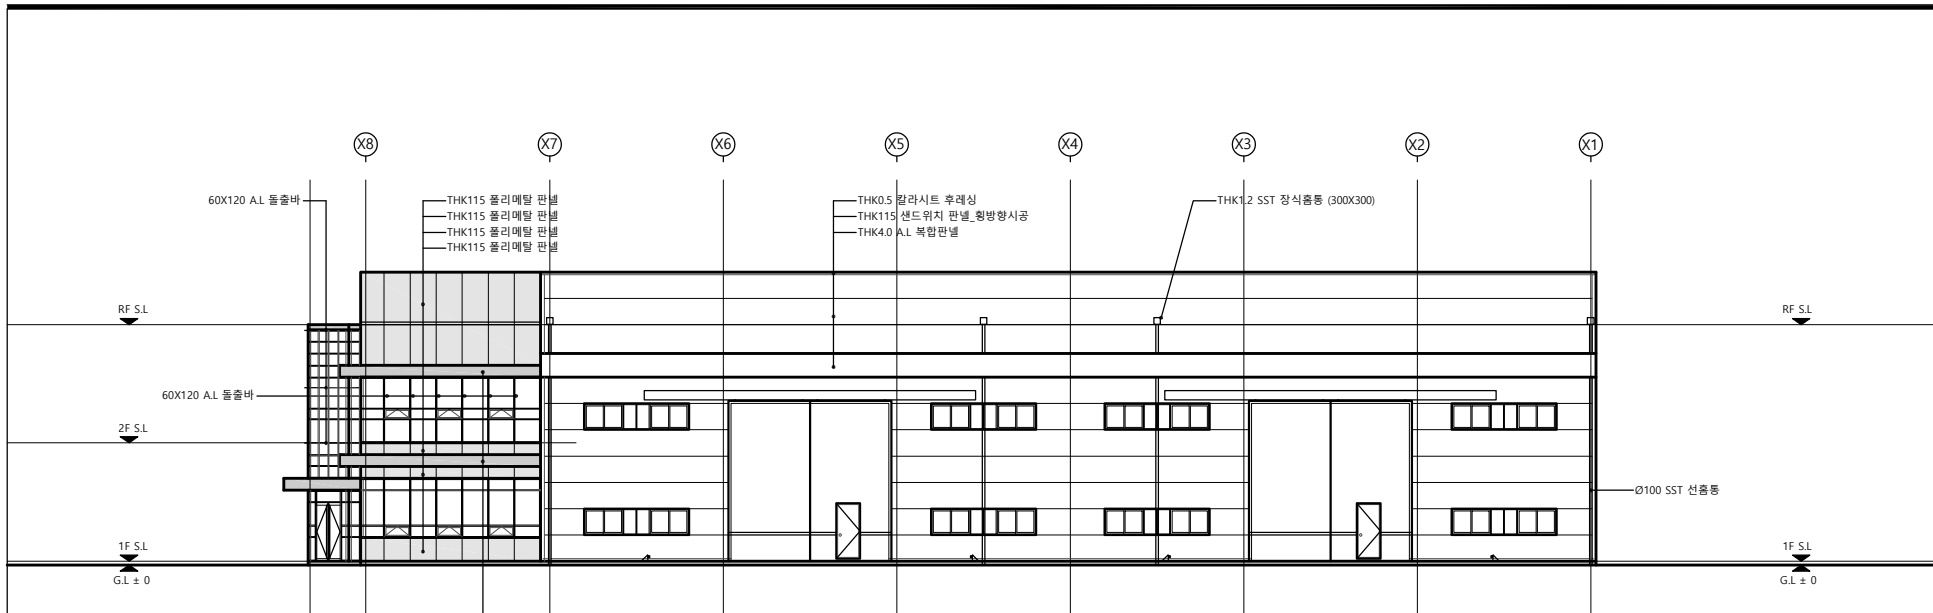 X8
X7
X6
X5
X4
X3
X2
X1
60X120 A.L 돌출바
THK115 폴리메탈 판넬
THK115 폴리메탈 판넬
THK115 폴리메탈 판넬
THK115 폴리메탈 판넬
THK0.5 칼라시트 후레싱
THK115 샌드위치 판넬_횡방향시공
THK4.0 A.L 복합판넬
THK1.2 SST 장식홈통 (300X300)
RF S.L
RF S.L
60X120 A.L 돌출바
2F S.L
Ø100 SST 선홈통
1F S.L
1F S.L
G.L ± 0
G.L ± 0